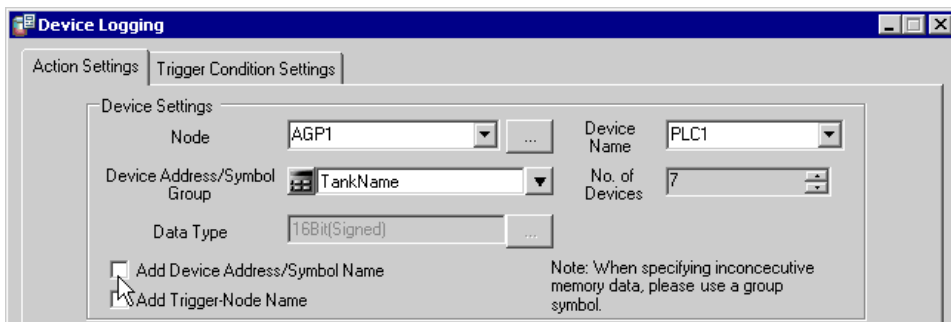 Device Logging
Action Settings
Trigger Condition Settings
Device Settings
Node
AGP1
...
Device
Name
PLC1
Device Address/Symbol
Group
TankName
No. of
Devices
7
Data Type
16Bit(Signed)
...
Add Device Address/Symbol Name
Add Trigger-Node Name
Note: When specifying inconcecutive
memory data, please use a group
symbol.